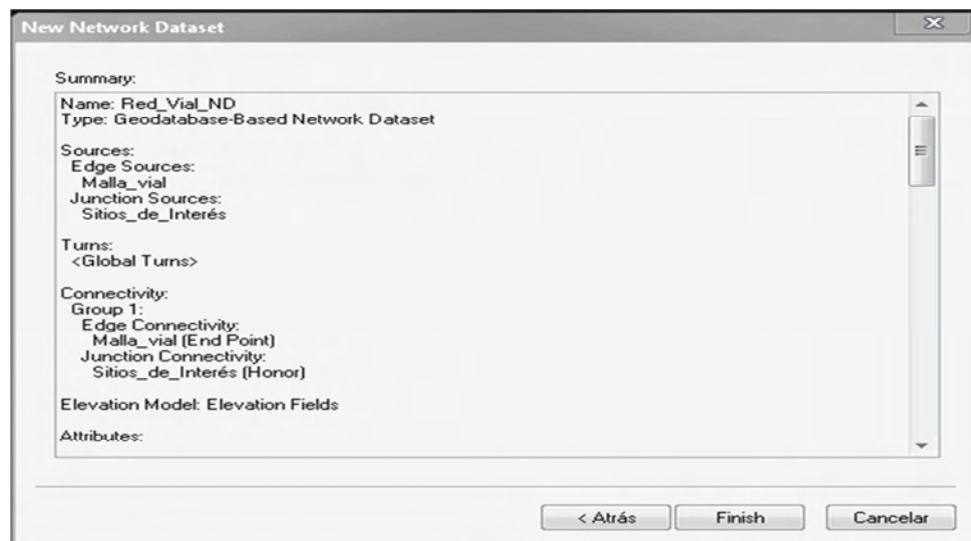 New Network Dataset
Summary:
Name: Red_Vial_ND
Type: Geodatabase-Based Network Dataset
Sources:
Edge Sources:
Malla_vial
Junction Sources:
Sitios_de_Interés
Turns:
<Global Turns>
Connectivity:
Group 1:
Edge Connectivity:
Malla_vial (End Point)
Junction Connectivity:
Sitios_de_Interés (Honor)
Elevation Model: Elevation Fields
Attributes:
< Atrás
Finish
Cancelar